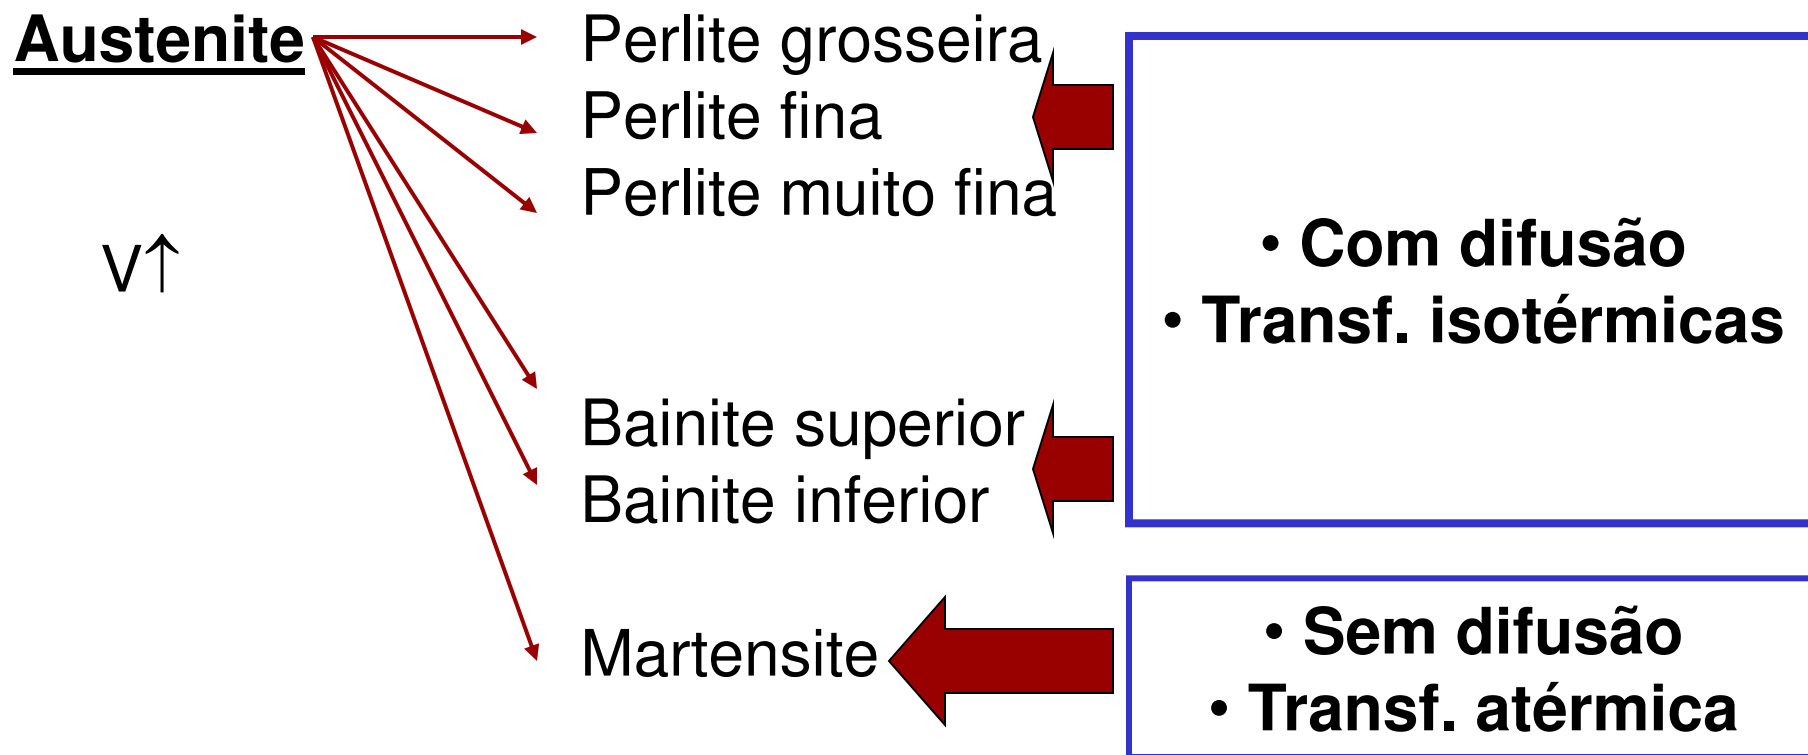 Austenite
Perlite grosseira
Perlite fina
Perlite muito fina
V↑
Bainite superior
Bainite inferior
Martensite
• Com difusão
• Transf. isotérmicas
• Sem difusão
• Transf. atérmica